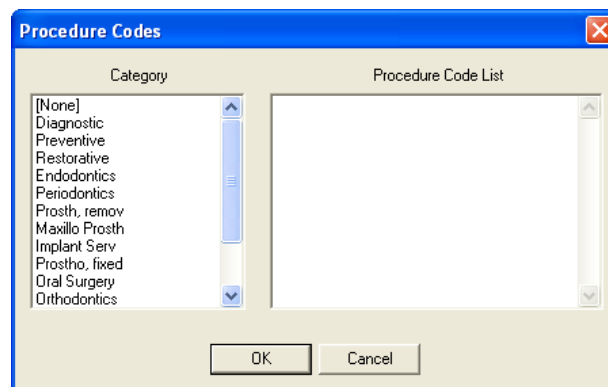 Procedure Codes
Category
Procedure Code List
[None]
Diagnostic
Preventive
Restorative
Endodontics
Periodontics
Prosth, remov
Maxillo Prosth
Implant Serv
Prostho, fixed
Oral Surgery
Orthodontics
OK
Cancel